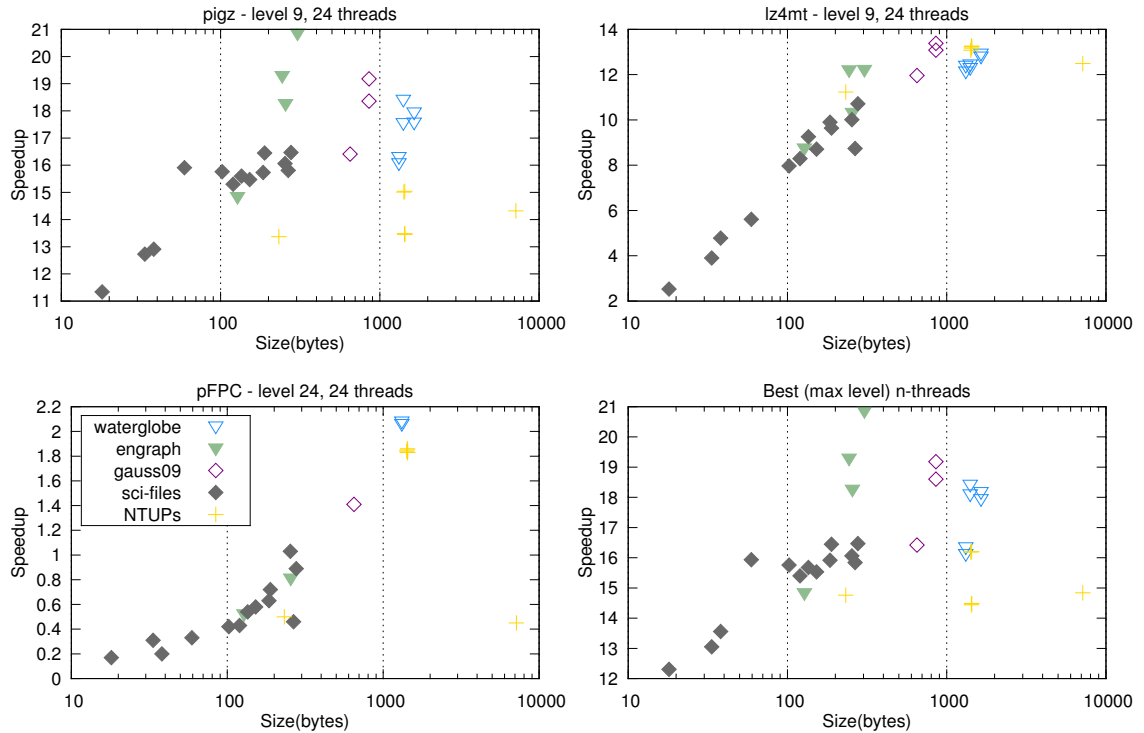 pigz - level 9, 24 threads
Speedup
21
20
19
18
17
16
15
14
13
12
11
10 100 1000 10000
Size(bytes)
lz4mt - level 9, 24 threads
Speedup
14
12
10
8
6
4
2
10 100 1000 10000
Size(bytes)
pFPC - level 24, 24 threads
Speedup
2.2
2
1.8
1.6
1.4
1.2
1
0.8
0.6
0.4
0.2
0
waterglobe
engraph
gauss09
sci-files
NTUPs
10 100 1000 10000
Size(bytes)
Best (max level) n-threads
Speedup
21
20
19
18
17
16
15
14
13
12
10 100 1000 10000
Size(bytes)